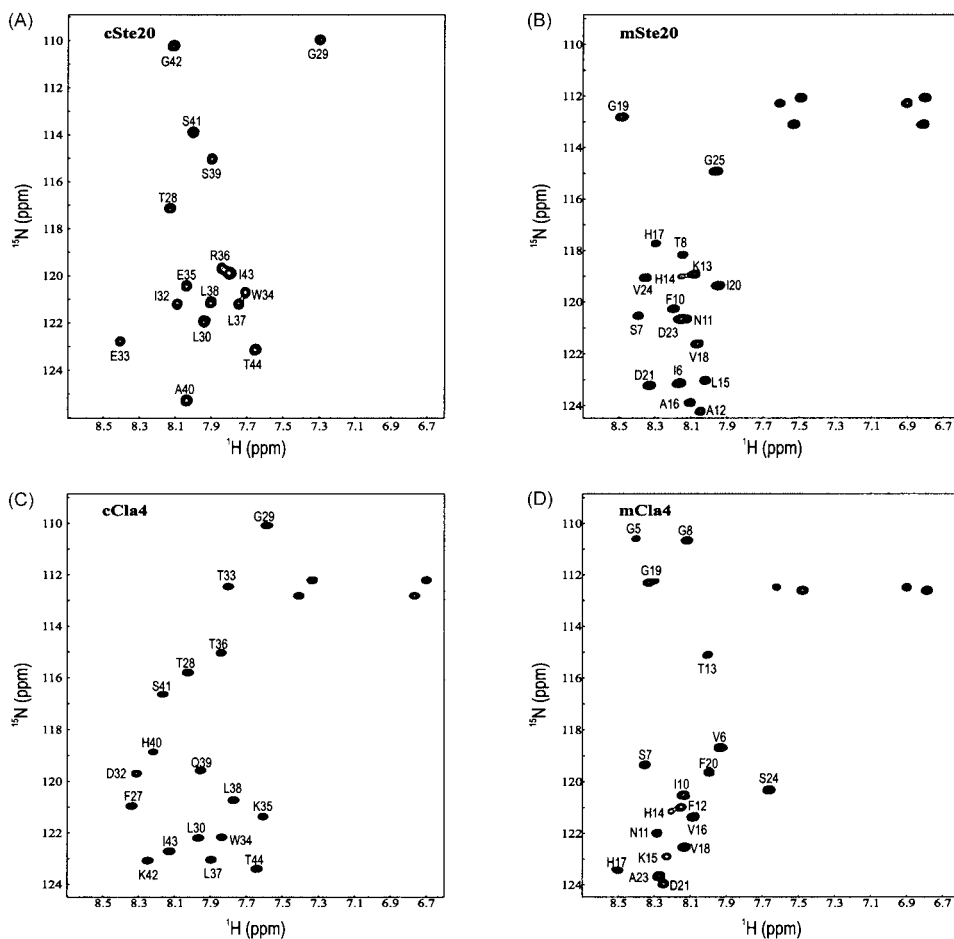 (A)
cSte20
110
112
114
116
118
120
122
124
¹⁵N (ppm)
G42
G29
S41
S39
T28
R36
E35
I43
I32
L38
W34
L37
L30
E33
T44
A40
8.5 8.3 8.1 7.9 7.7 7.5 7.3 7.1 6.9 6.7
¹H (ppm)
(B)
mSte20
110
112
114
116
118
120
122
124
¹⁵N (ppm)
G19
G25
H17
T8
K13
H14
V24
I20
F10
N11
S7
D23
V18
I6
D21
L15
A16
A12
8.5 8.3 8.1 7.9 7.7 7.5 7.3 7.1 6.9 6.7
¹H (ppm)
(C)
cCla4
110
112
114
116
118
120
122
124
¹⁵N (ppm)
G29
T33
T36
T28
S41
H40
Q39
D32
L38
F27
K35
L30
W34
I43
K42
L37
T44
8.5 8.3 8.1 7.9 7.7 7.5 7.3 7.1 6.9 6.7
¹H (ppm)
(D)
mCla4
110
112
114
116
118
120
122
124
¹⁵N (ppm)
G5
G8
G19
T13
V6
S7
F20
I10
S24
H14
F12
V16
N11
V18
K15
H17
A23
D21
8.5 8.3 8.1 7.9 7.7 7.5 7.3 7.1 6.9 6.7
¹H (ppm)